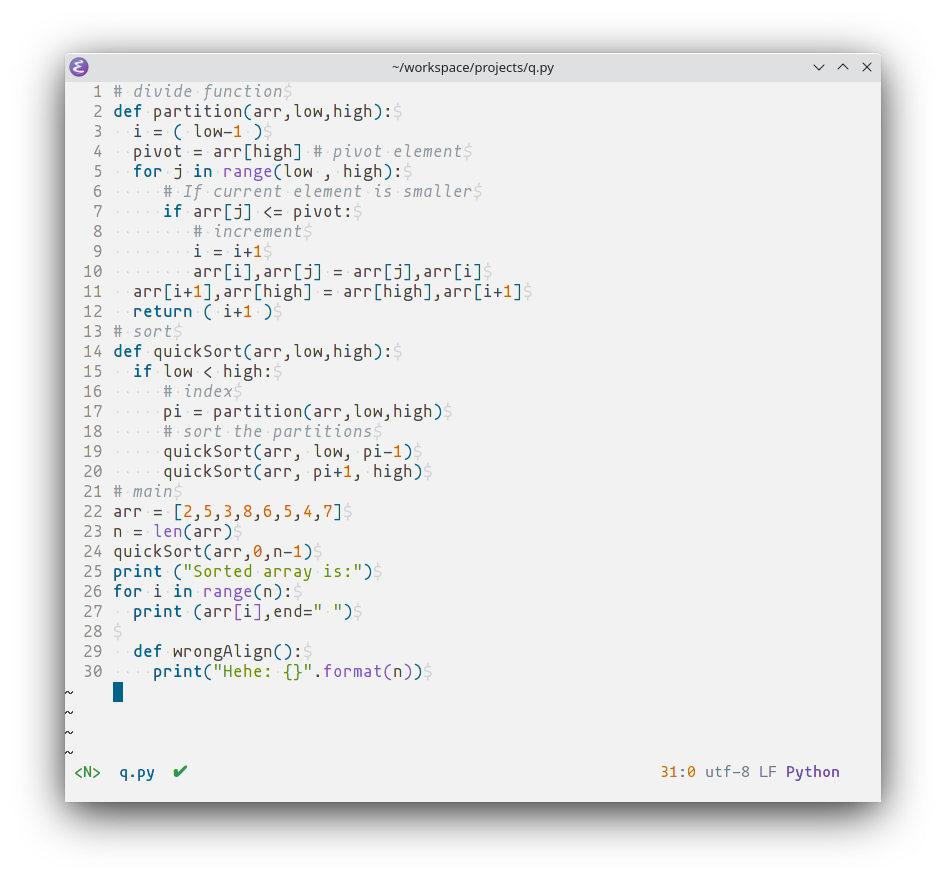 ~/workspace/projects/q.py
1 # divide function$
2 def partition(arr,low,high):$
3   i = ( low-1 )$
4   pivot = arr[high] # pivot element$
5   for j in range(low , high):$
6      # If current element is smaller$
7      if arr[j] <= pivot:$
8         # increment$
9         i = i+1$
10         arr[i],arr[j] = arr[j],arr[i]$
11   arr[i+1],arr[high] = arr[high],arr[i+1]$
12   return ( i+1 )$
13 # sort$
14 def quickSort(arr,low,high):$
15   if low < high:$
16      # index$
17      pi = partition(arr,low,high)$
18      # sort the partitions$
19      quickSort(arr, low, pi-1)$
20      quickSort(arr, pi+1, high)$
21 # main$
22 arr = [2,5,3,8,6,5,4,7]$
23 n = len(arr)$
24 quickSort(arr,0,n-1)$
25 print ("Sorted array is:")$
26 for i in range(n):$
27   print (arr[i],end=" ")$
28 $
29   def wrongAlign():$
30     print("Hehe: {}".format(n))$
~
~
~
~
<N> q.py ✔ 31:0 utf-8 LF Python